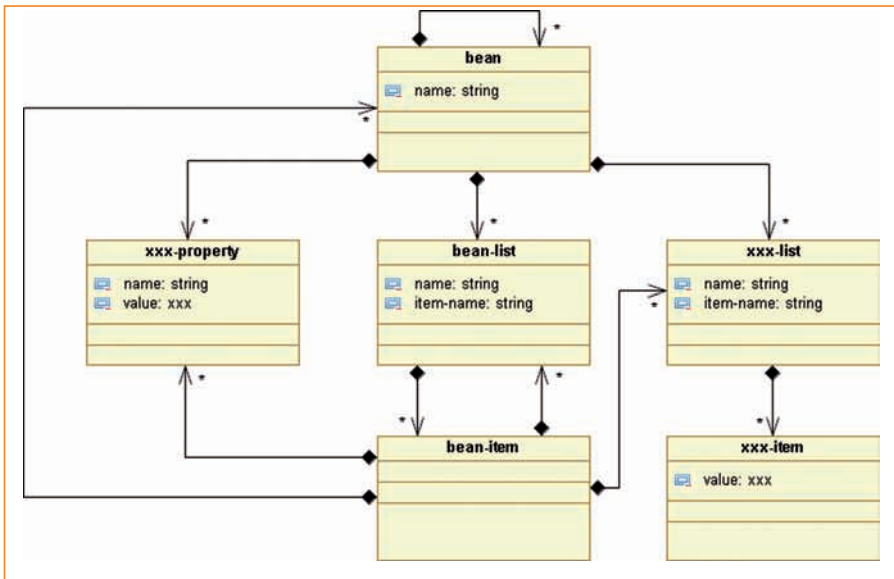 *
bean
name: string
*
*
*
*
xxx-property
name: string
value: xxx
bean-list
name: string
item-name: string
xxx-list
name: string
item-name: string
*
*
*
*
*
bean-item
xxx-item
value: xxx